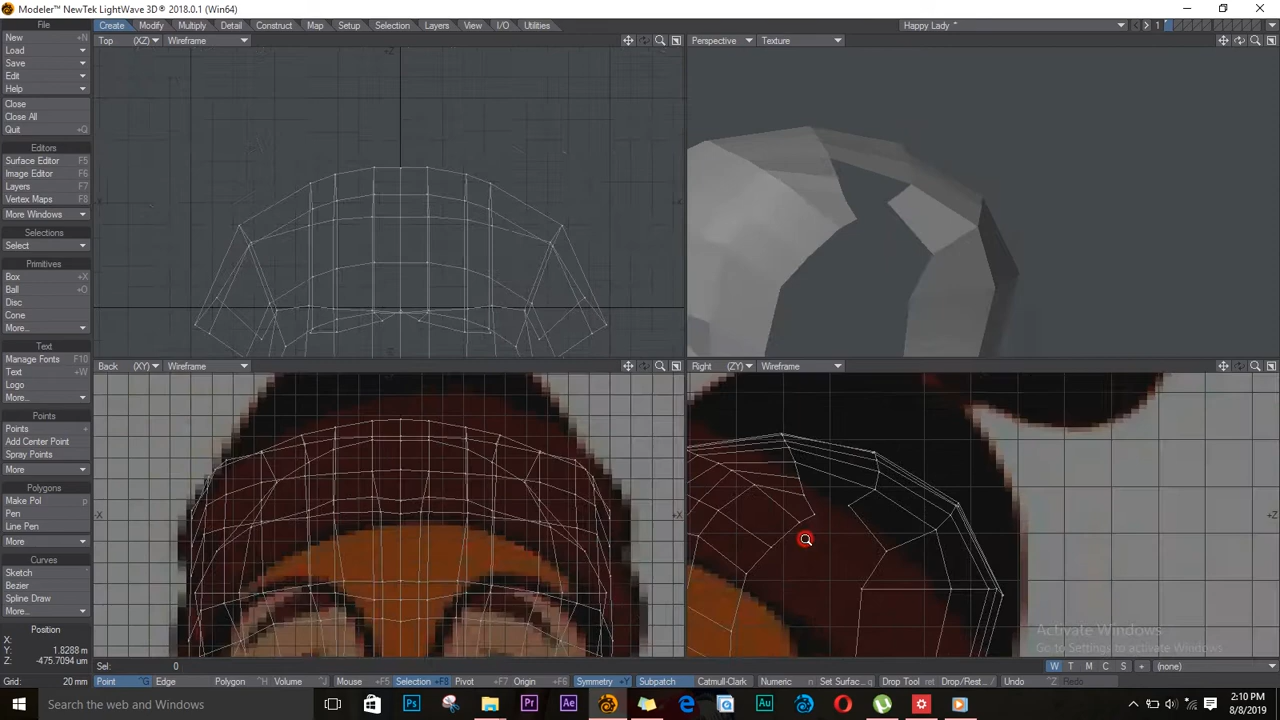 Modeler™ NewTek LightWave 3D® 2018.0.1 (Win64)
File
Create Modify Multiply Detail Construct Map Setup Selection Layers View I/O Utilities
Happy Lady * 1
New +N
Load
Save
Edit
Help
Close
Close All
Quit +Q
Editors
Surface Editor F5
Image Editor F6
Layers F7
Vertex Maps F8
More Windows
Selections
Select
Primitives
Box +X
Ball +Q
Disc
Cone
More...
Text
Manage Fonts F10
Text +W
Logo
More...
Points
Points +
Add Center Point
Spray Points
More
Polygons
Make Pol p
Pen
Line Pen
More
Curves
Sketch
Bezier
Spline Draw
More...
Position
X:
Y: 1.8288 m
Z: -475.7094 um
Grid: 20 mm
Top (XZ) Wireframe
Perspective Texture
Back (XY) Wireframe
Right (ZY) Wireframe
-X +X
+Z
Activate Windows
Go to Settings to activate Windows.
Sel: 0
W T M C S + (none)
Point ^G Edge Polygon ^H Volume ^J Mouse +F5 Selection +F8 Pivot +F7 Origin +F6 Symmetry +Y Subpatch Catmull-Clark Numeric n Set Surfac... q Drop Tool ret Drop/Rest... / Undo ^Z Redo
Search the web and Windows
2:10 PM
8/8/2019